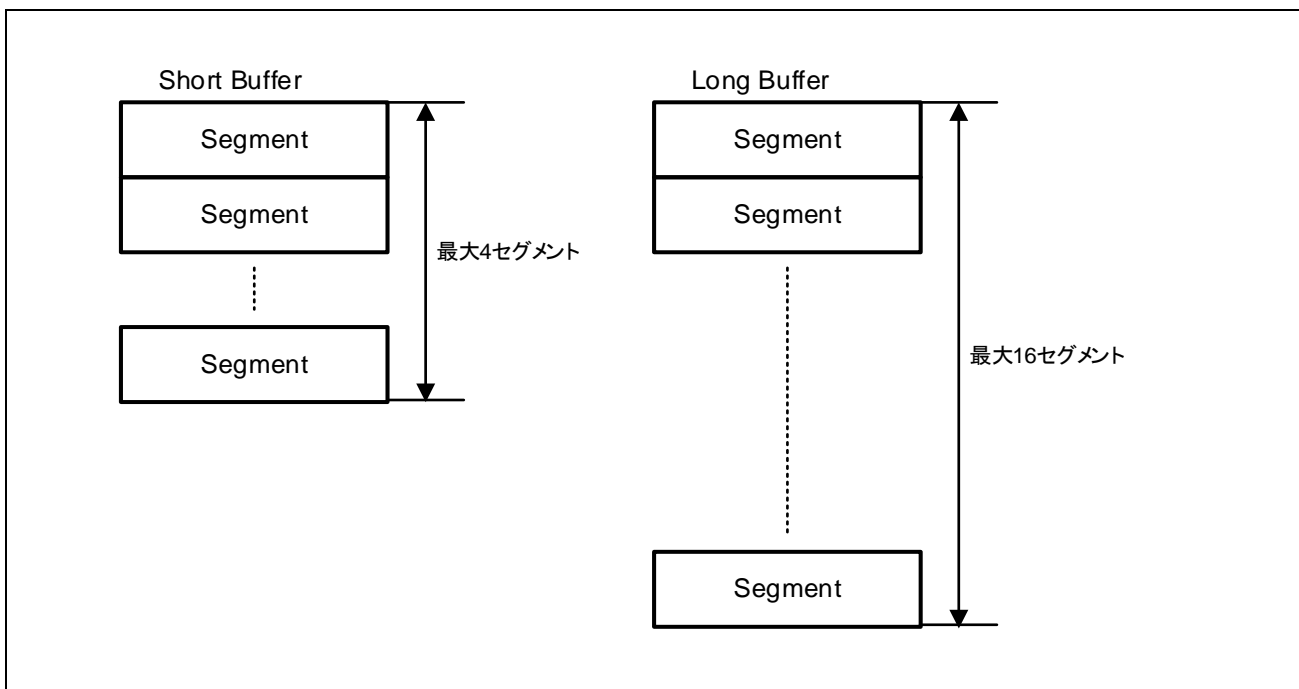 Short Buffer
Segment
Segment
Segment
最大4セグメント
Long Buffer
Segment
Segment
Segment
最大16セグメント